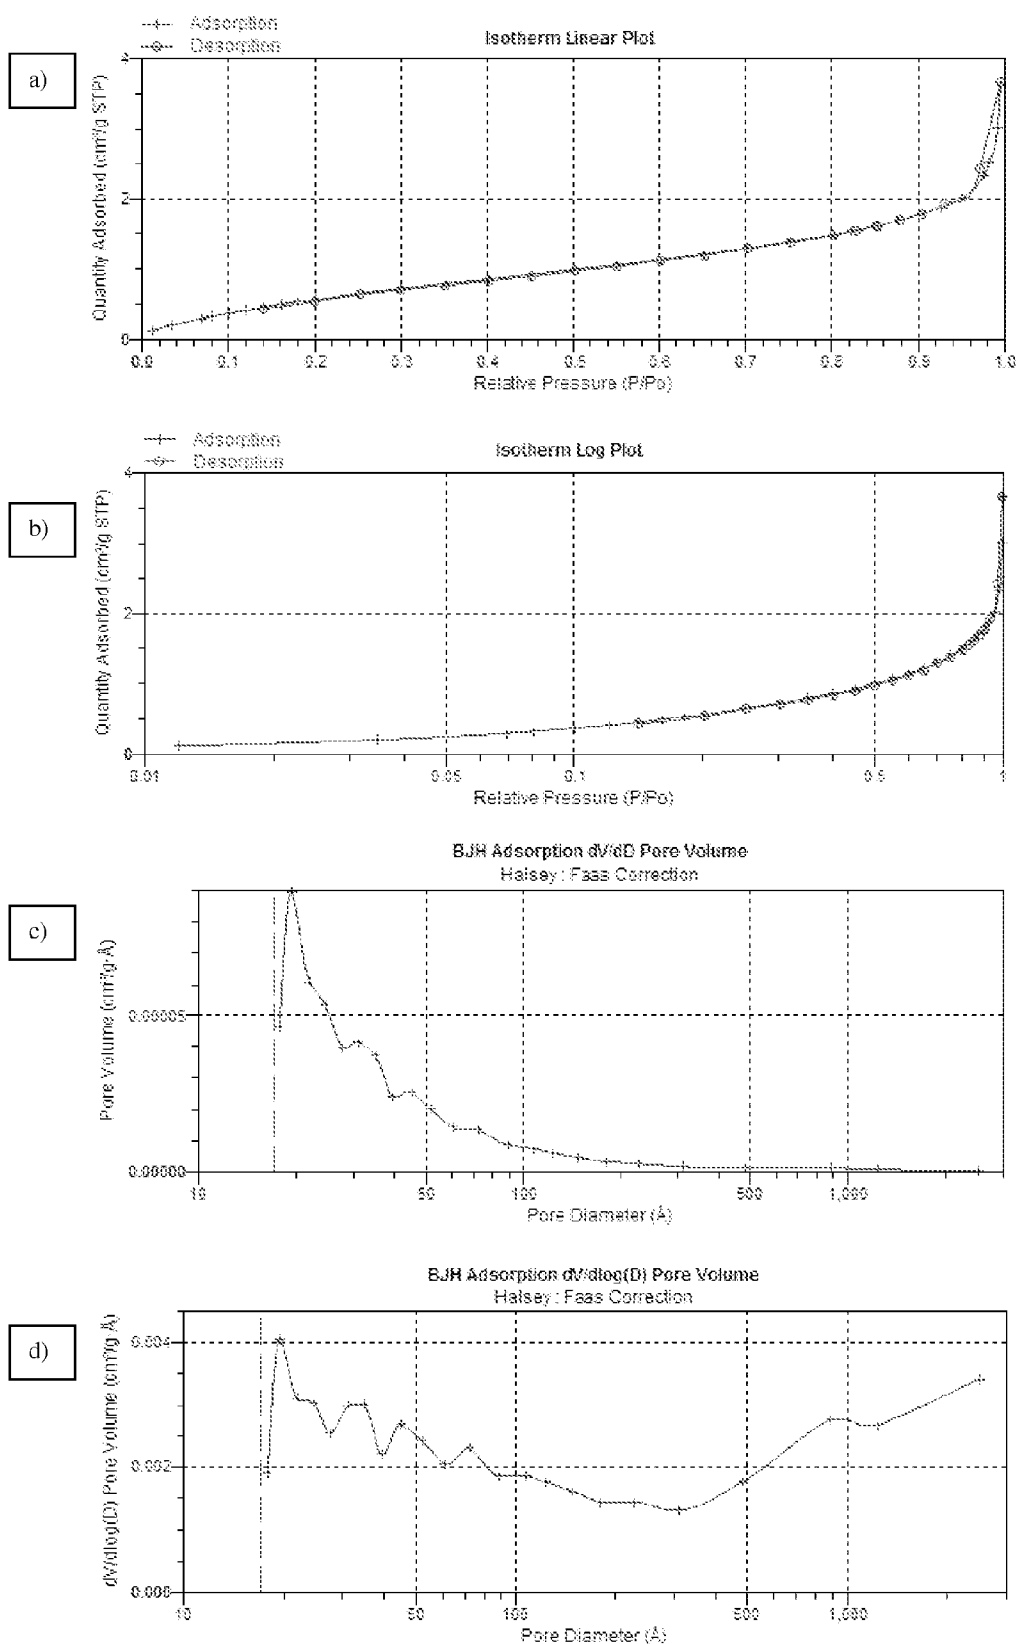 a)
Adsorption
Desorption
Isotherm Linear Plot
Quantity Adsorbed (cm³/g STP)
4
2
0
0.0 0.1 0.2 0.3 0.4 0.5 0.6 0.7 0.8 0.9 1.0
Relative Pressure (P/Po)
b)
Adsorption
Desorption
Isotherm Log Plot
Quantity Adsorbed (cm³/g STP)
4
2
0
0.01 0.05 0.1 0.5 1
Relative Pressure (P/Po)
c)
BJH Adsorption dV/dD Pore Volume
Halsey : Faas Correction
Pore Volume (cm³/g·Å)
0.00005
0.00000
10 50 100 500 1,000
Pore Diameter (Å)
d)
BJH Adsorption dV/dlog(D) Pore Volume
Halsey : Faas Correction
dV/dlog(D) Pore Volume (cm³/g·Å)
0.004
0.002
0.000
10 50 100 500 1,000
Pore Diameter (Å)